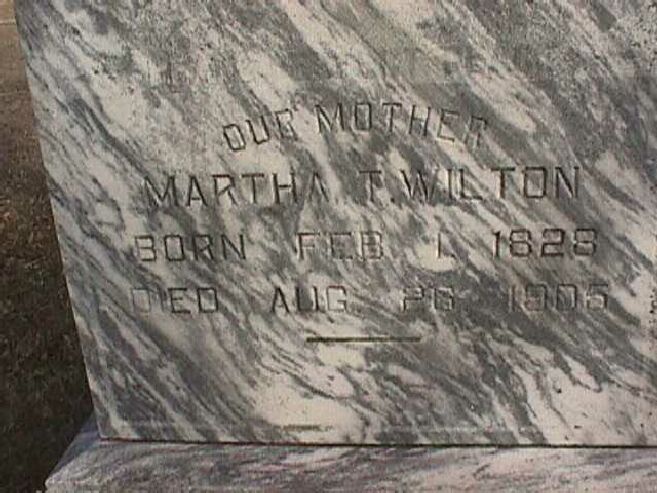 OUR MOTHER
MARTHA T. WILTON
BORN FEB 1, 1828
DIED AUG. 26, 1905